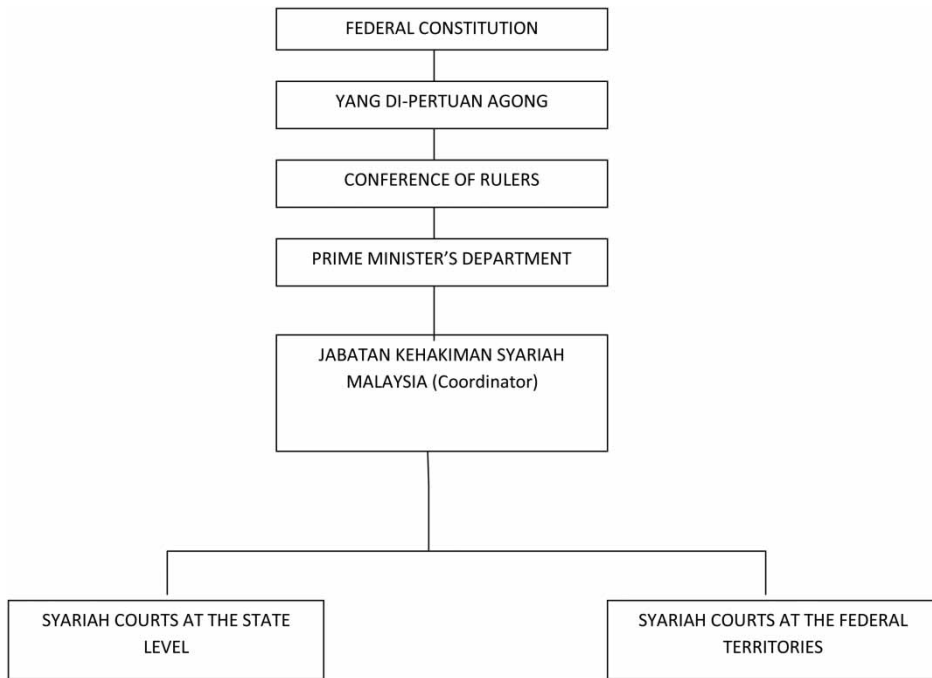 FEDERAL CONSTITUTION
YANG DI-PERTUAN AGONG
CONFERENCE OF RULERS
PRIME MINISTER’S DEPARTMENT
JABATAN KEHAKIMAN SYARIAH
MALAYSIA (Coordinator)
SYARIAH COURTS AT THE STATE
LEVEL
SYARIAH COURTS AT THE FEDERAL
TERRITORIES